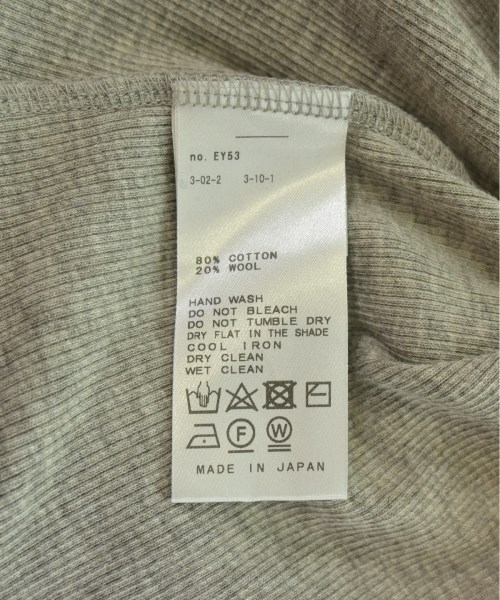 no. EY53
3-02-2 3-10-1
80% COTTON
20% WOOL
HAND WASH
DO NOT BLEACH
DO NOT TUMBLE DRY
DRY FLAT IN THE SHADE
COOL IRON
DRY CLEAN
WET CLEAN
F W
MADE IN JAPAN